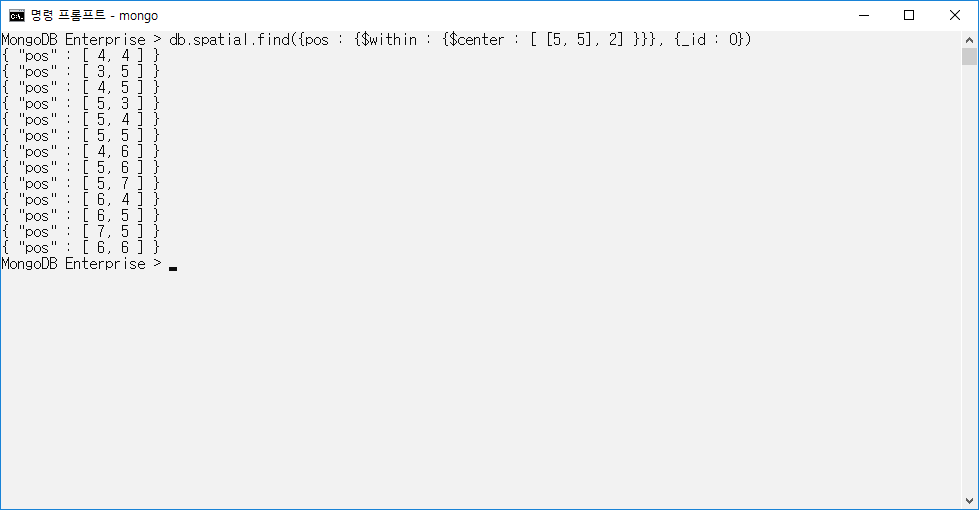 명령 프롬프트 - mongo
MongoDB Enterprise > db.spatial.find({pos : {$within : {$center : [ [5, 5], 2] }}}, {_id : 0})
{ "pos" : [ 4, 4 ] }
{ "pos" : [ 3, 5 ] }
{ "pos" : [ 4, 5 ] }
{ "pos" : [ 5, 3 ] }
{ "pos" : [ 5, 4 ] }
{ "pos" : [ 5, 5 ] }
{ "pos" : [ 4, 6 ] }
{ "pos" : [ 5, 6 ] }
{ "pos" : [ 5, 7 ] }
{ "pos" : [ 6, 4 ] }
{ "pos" : [ 6, 5 ] }
{ "pos" : [ 7, 5 ] }
{ "pos" : [ 6, 6 ] }
MongoDB Enterprise >